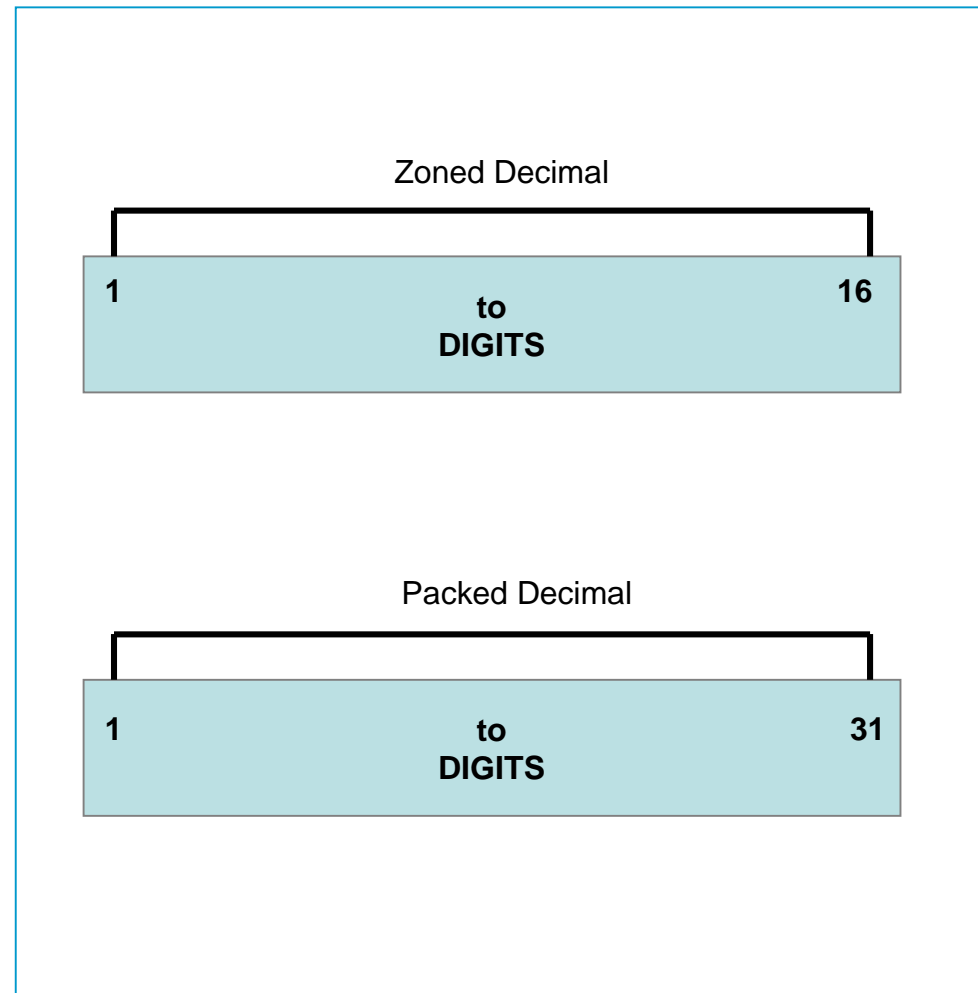 Zoned Decimal
1 to 16
DIGITS
Packed Decimal
1 to 31
DIGITS